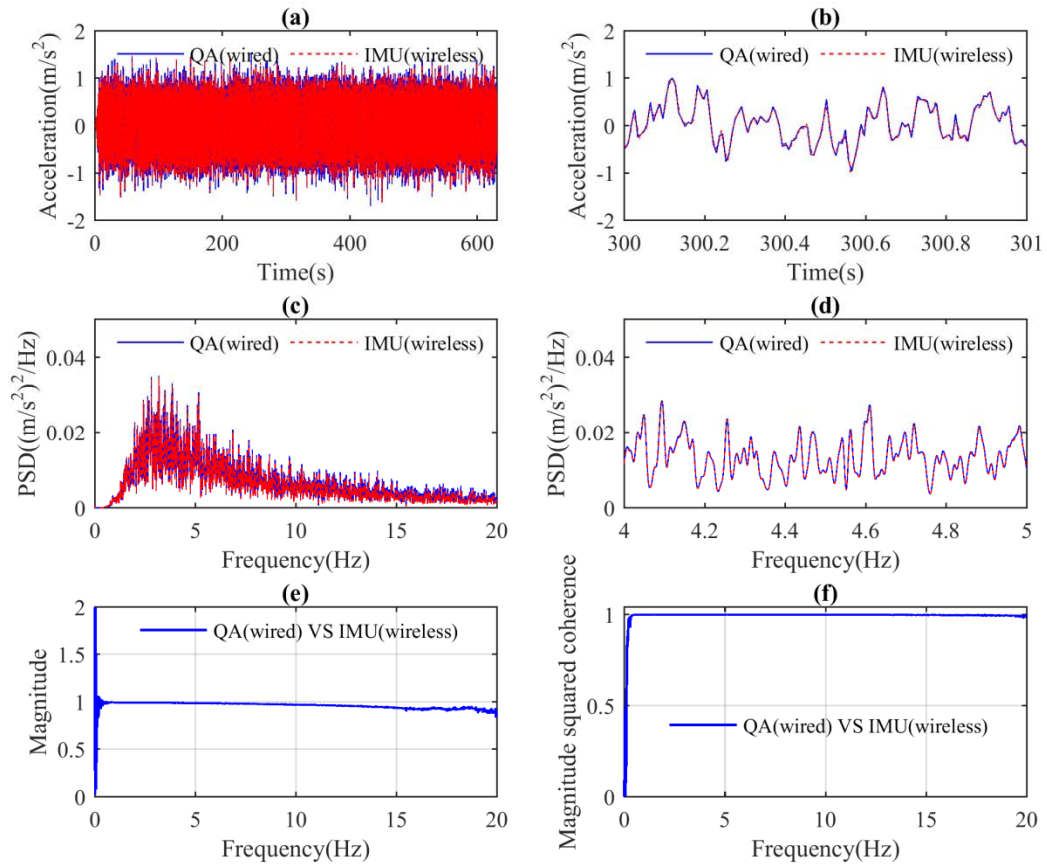 (a)
QA(wired) IMU(wireless)
Acceleration(m/s²)
2
1
0
-1
-2
0 200 400 600
Time(s)
(b)
QA(wired) IMU(wireless)
Acceleration(m/s²)
2
1
0
-1
-2
300 300.2 300.4 300.6 300.8 301
Time(s)
(c)
QA(wired) IMU(wireless)
PSD((m/s²)²/Hz)
0.04
0.02
0
0 5 10 15 20
Frequency(Hz)
(d)
QA(wired) IMU(wireless)
PSD((m/s²)²/Hz)
0.04
0.02
0
4 4.2 4.4 4.6 4.8 5
Frequency(Hz)
(e)
QA(wired) VS IMU(wireless)
Magnitude
2
1.5
1
0.5
0
0 5 10 15 20
Frequency(Hz)
(f)
QA(wired) VS IMU(wireless)
Magnitude squared coherence
1
0.5
0
0 5 10 15 20
Frequency(Hz)